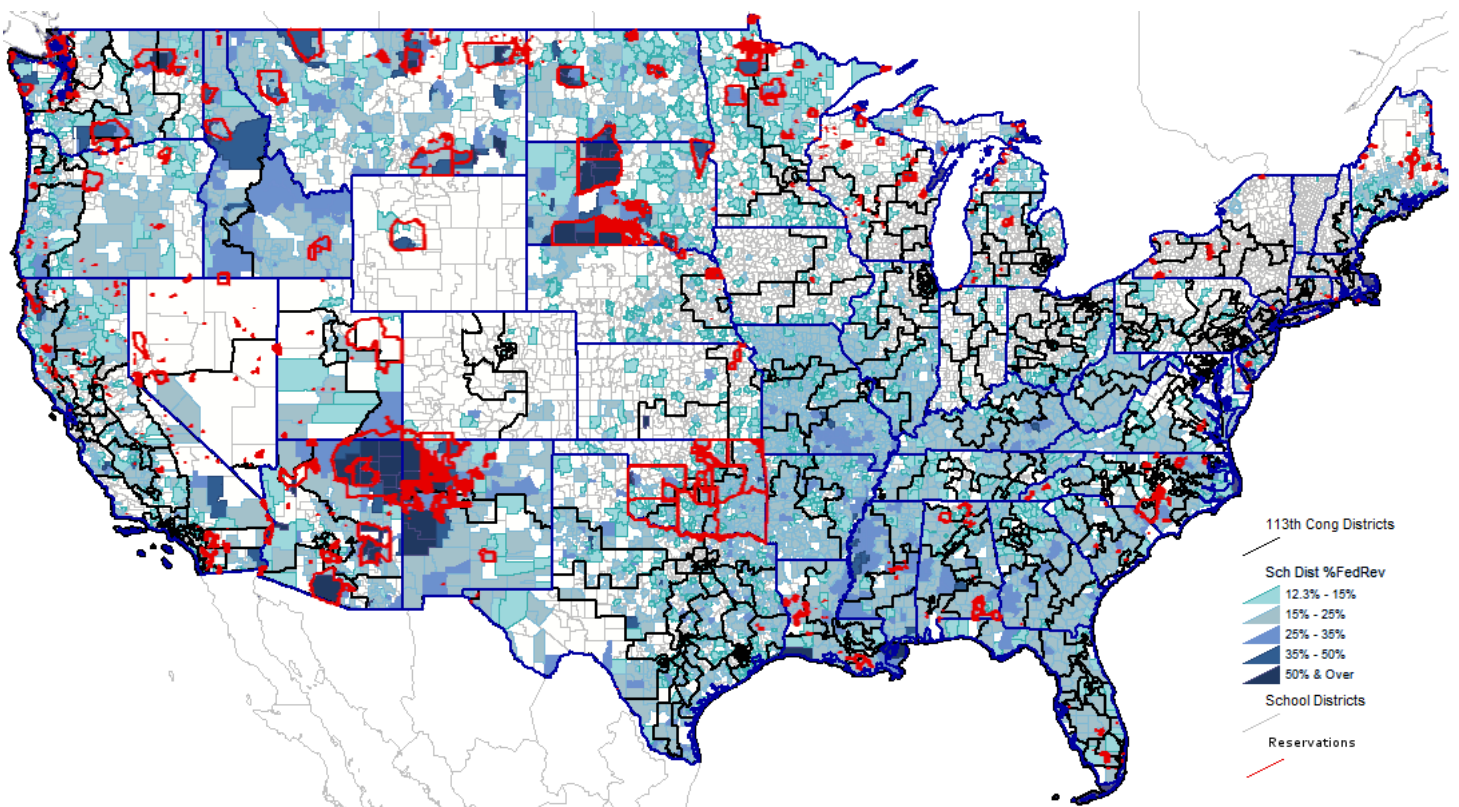 113th Cong Districts
Sch Dist %FedRev
12.3% - 15%
15% - 25%
25% - 35%
35% - 50%
50% & Over
School Districts
Reservations